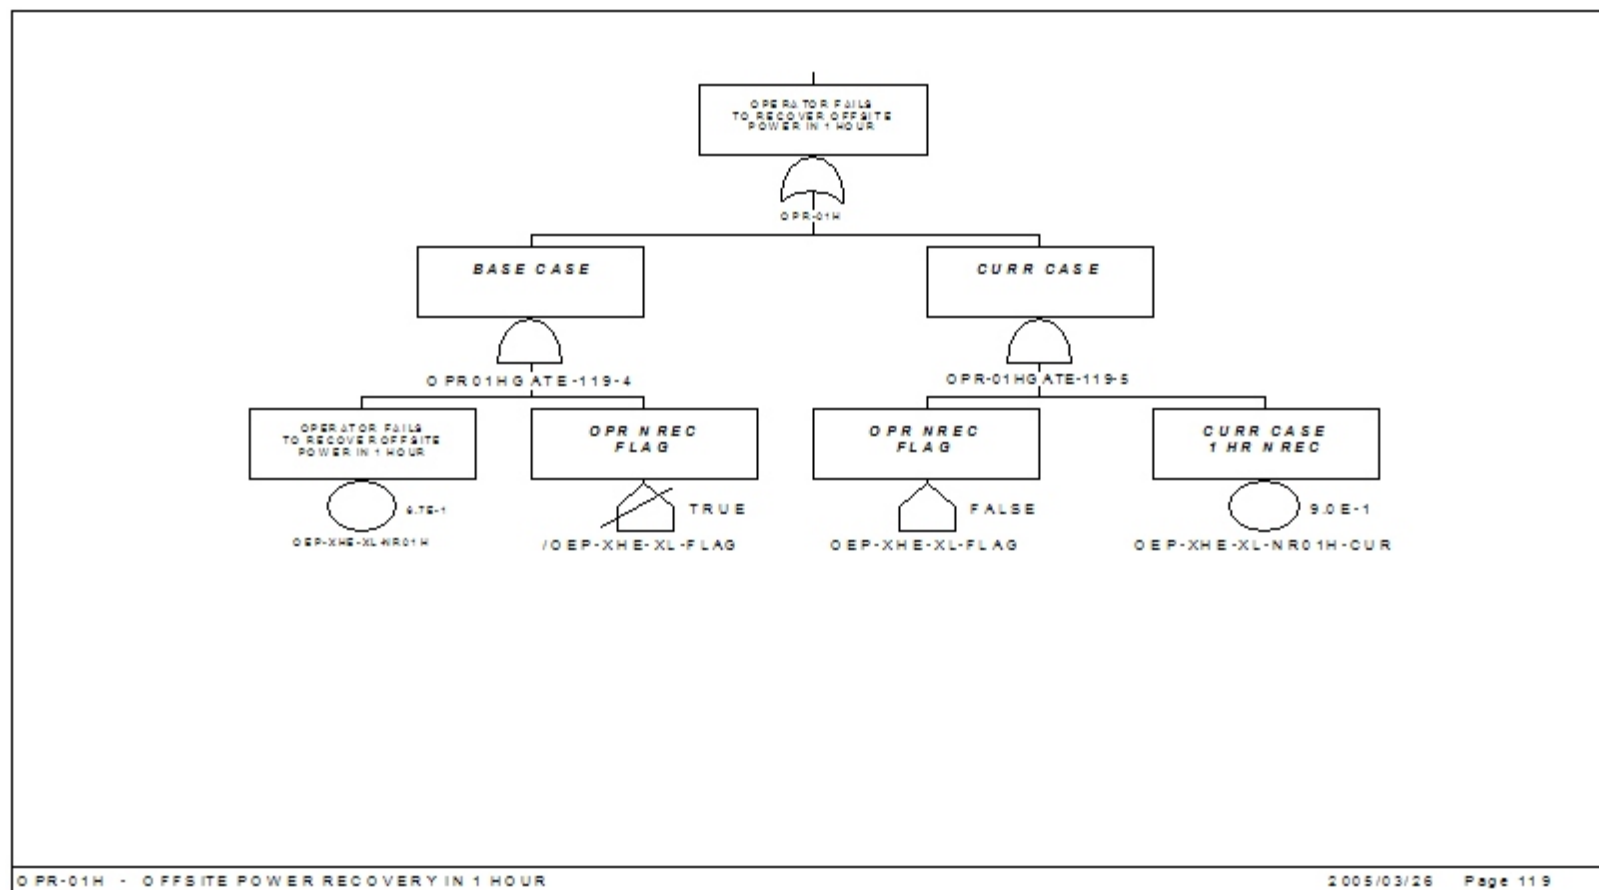 OPERATOR FAILS
TO RECOVER OFFSITE
POWER IN 1 HOUR
OPR-01H
BASE CASE
CURR CASE
OPR01HGATE-119-4
OPR-01HGATE-119-5
OPERATOR FAILS
TO RECOVER OFFSITE
POWER IN 1 HOUR
OPR NREC
FLAG
OPR NREC
FLAG
CURR CASE
1 HR NREC
TRUE
FALSE
9.0E-1
OEP-XHE-XL-NR01H
/OEP-XHE-XL-FLAG
OEP-XHE-XL-FLAG
OEP-XHE-XL-NR01H-CUR
OPR-01H - OFFSITE POWER RECOVERY IN 1 HOUR
2005/03/26 Page 119